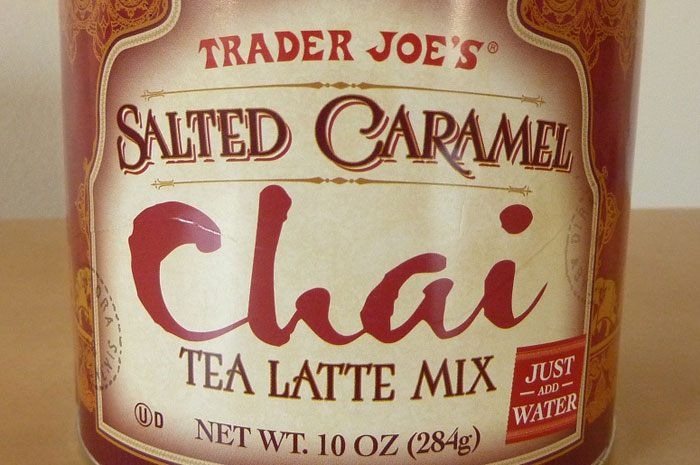 TRADER JOE'S®
SALTED CARAMEL
Chai
TEA LATTE MIX
JUST
ADD
WATER
U D
NET WT. 10 OZ (284g)